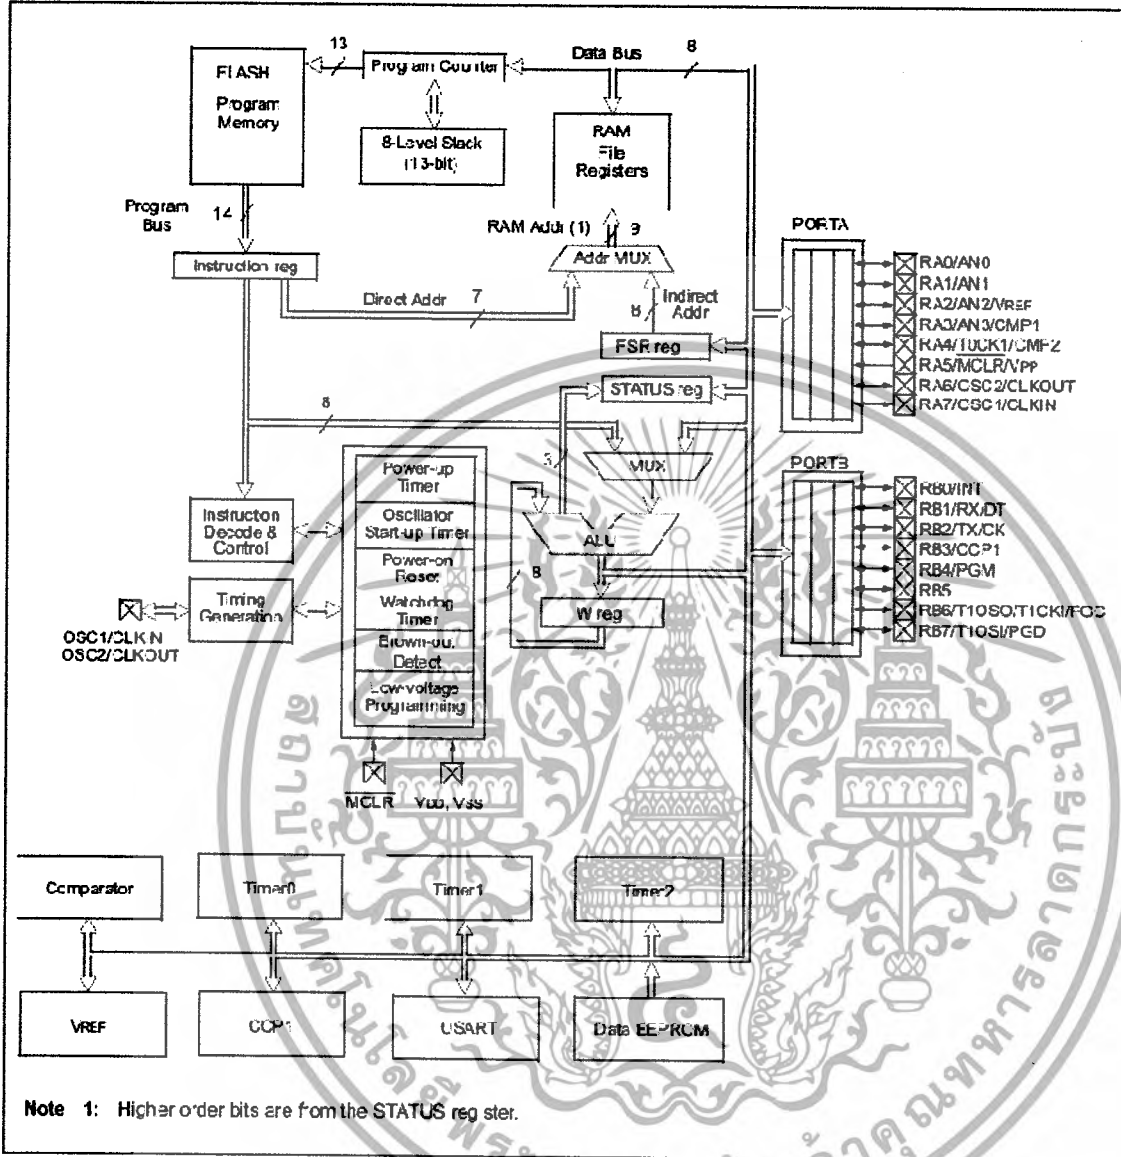 13
Data Bus
8
FLASH
Program
Memory
Program Counter
8-Level Stack
(13-bit)
RAM
File
Registers
Program
Bus
14
RAM Addr (1)
9
Addr MUX
Instruction reg
Direct Addr
7
8
Indirect
Addr
FSR reg
STATUS reg
8
3
MUX
Power-up
Timer
Oscillator
Start-up Timer
Power-on
Reset
Watchdog
Timer
Brown-out
Detect
Low-voltage
Programming
Instruction
Decode &
Control
Timing
Generation
ALU
8
W reg
OSC1/CLKIN
OSC2/CLKOUT
MCLR
VDD, VSS
PORTA
RA0/AN0
RA1/AN1
RA2/AN2/VREF
RA3/AN3/CMP1
RA4/T0CK1/CMP2
RA5/MCLR/VPP
RA6/OSC2/CLKOUT
RA7/OSC1/CLKIN
PORTB
RB0/INT
RB1/RX/DT
RB2/TX/CK
RB3/CCP1
RB4/PGM
RB5
RB6/T1OSO/T1CKI/PGC
RB7/T1OSI/PGD
Comparator
Timer0
Timer1
Timer2
VREF
CCP1
USART
Data EEPROM
Note 1: Higher order bits are from the STATUS register.